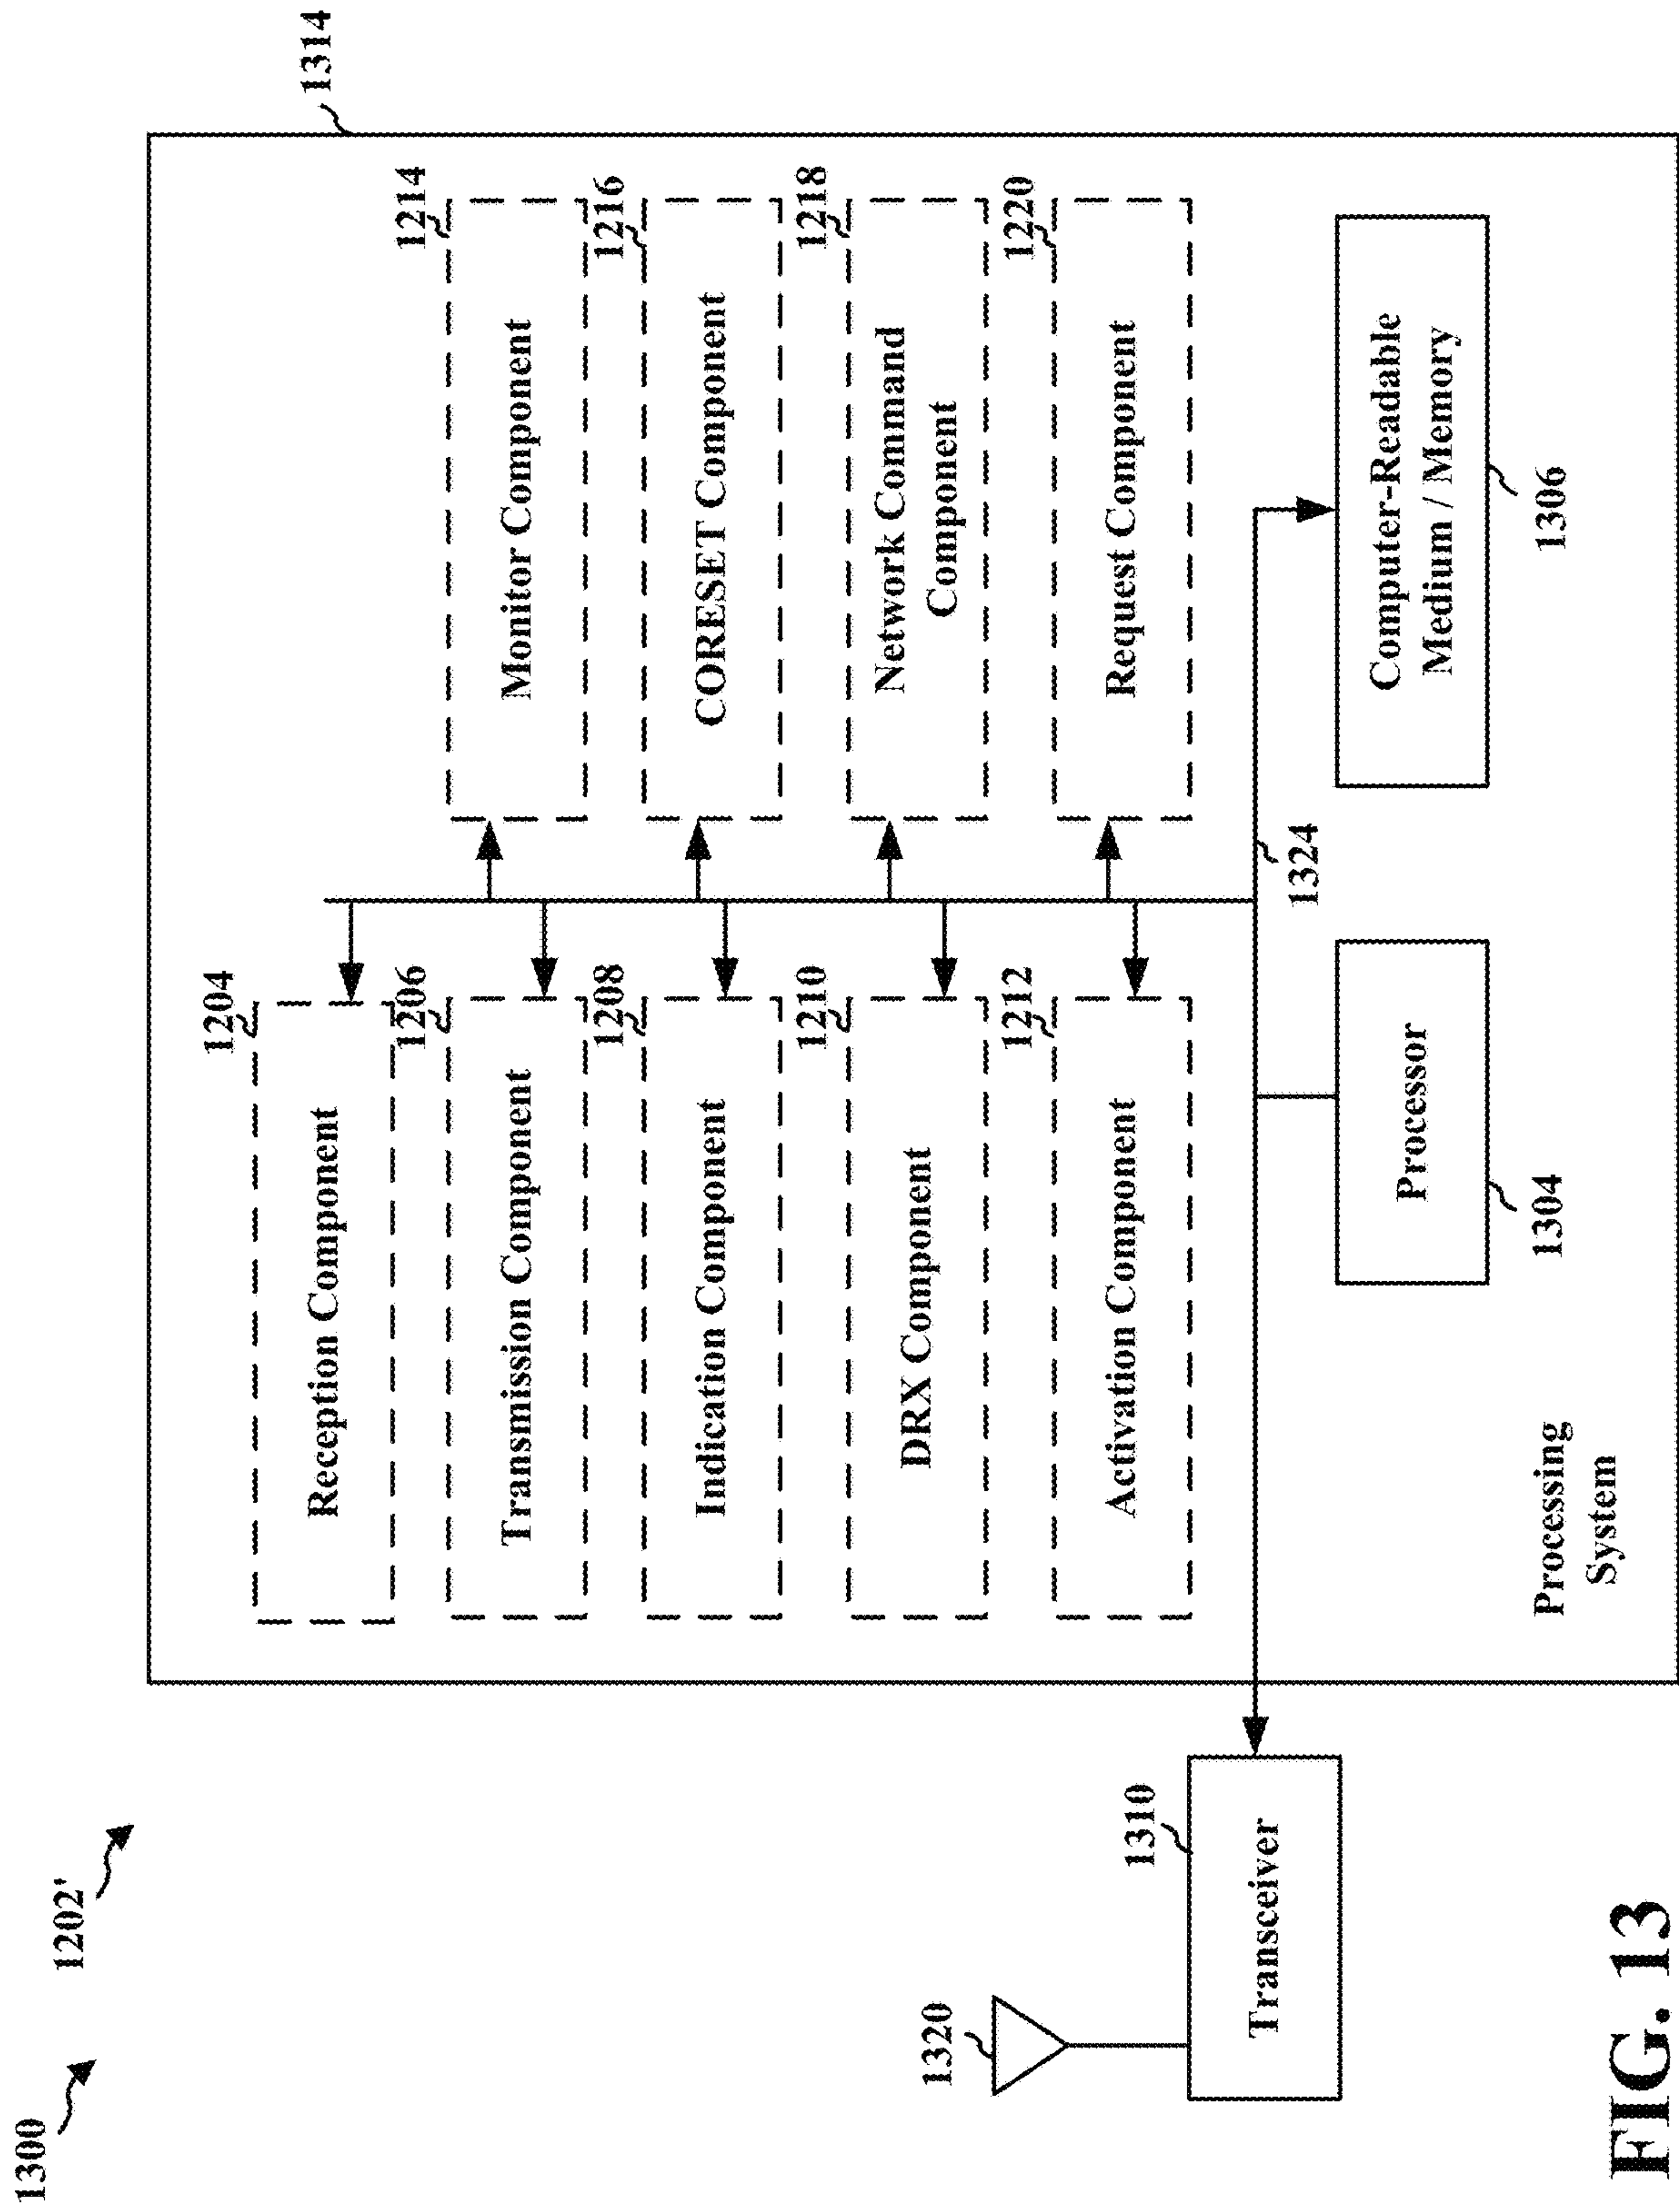 1300
1202'
1314
1204
Reception Component
1206
Transmission Component
1208
Indication Component
1210
DRX Component
1212
Activation Component
1214
Monitor Component
1216
CORESET Component
1218
Network Command
Component
1220
Request Component
1324
1320
1310
Transceiver
Processor
1304
Computer-Readable
Medium / Memory
1306
Processing
System
FIG. 13